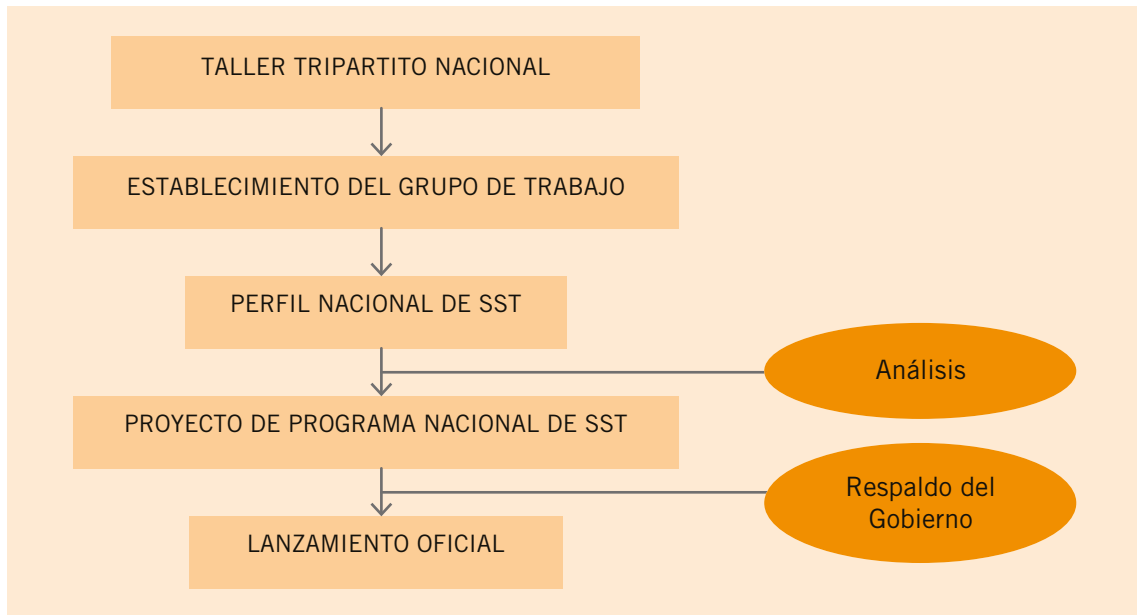 TALLER TRIPARTITO NACIONAL
ESTABLECIMIENTO DEL GRUPO DE TRABAJO
PERFIL NACIONAL DE SST
Análisis
PROYECTO DE PROGRAMA NACIONAL DE SST
Respaldo del
Gobierno
LANZAMIENTO OFICIAL